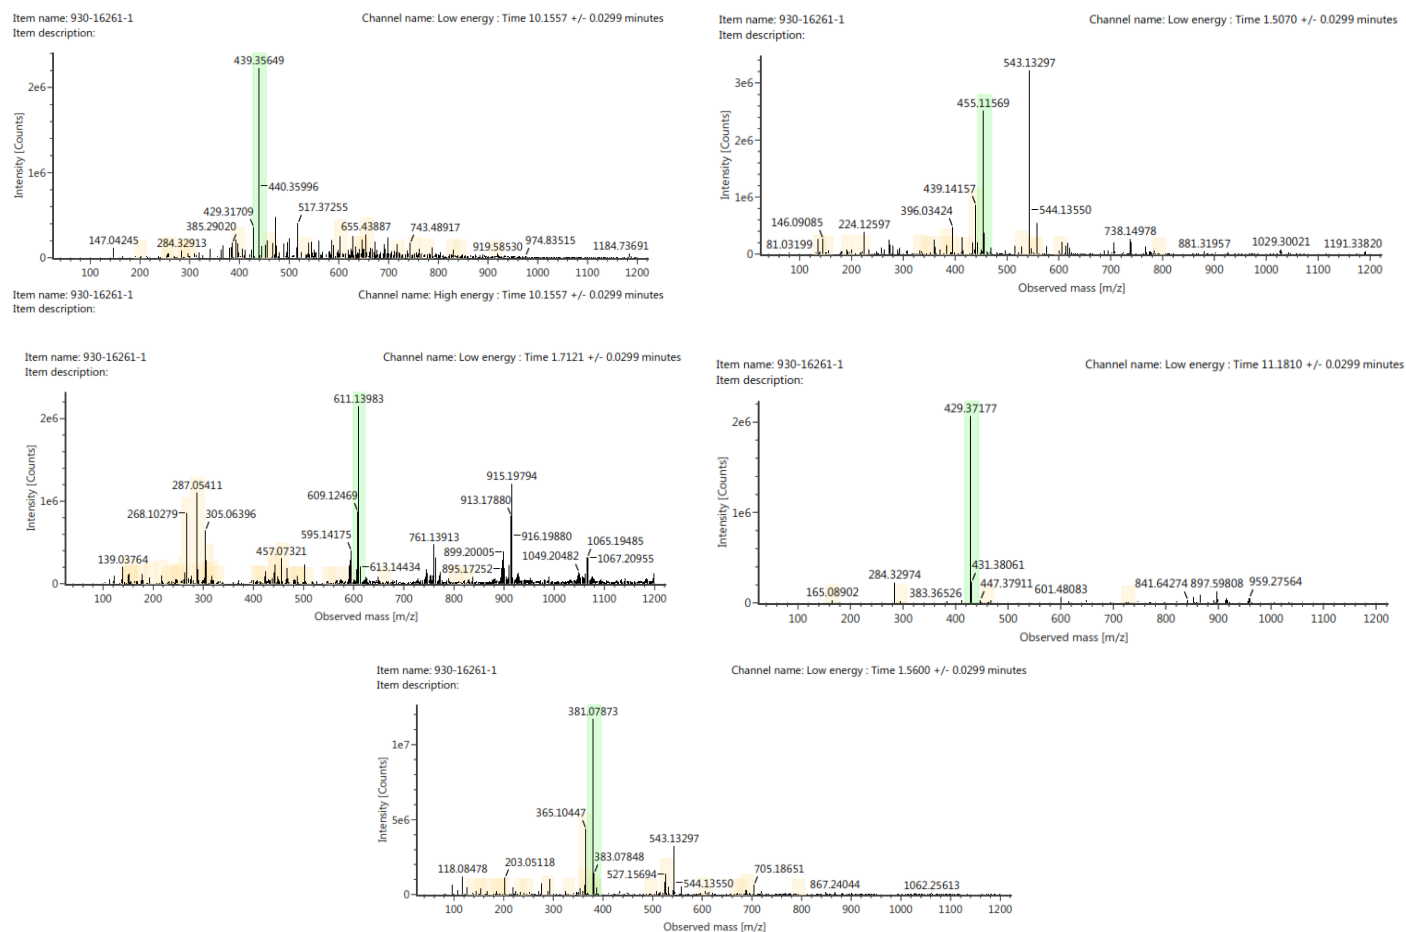 Item name: 930-16261-1 Channel name: Low energy : Time 10.1557 +/- 0.0299 minutes
Item description:
Intensity [Counts]
2e6
1e6
0
439.35649
440.35996
429.31709
517.37255
385.29020
655.43887
743.48917
147.04245
284.32913
919.58530
974.83515
1184.73691
100 200 300 400 500 600 700 800 900 1000 1100 1200
Item name: 930-16261-1 Channel name: High energy : Time 10.1557 +/- 0.0299 minutes
Item description:
Item name: 930-16261-1 Channel name: Low energy : Time 1.5070 +/- 0.0299 minutes
Item description:
Intensity [Counts]
3e6
2e6
1e6
0
543.13297
455.11569
439.14157
544.13550
396.03424
146.09085
224.12597
738.14978
81.03199
881.31957
1029.30021
1191.33820
100 200 300 400 500 600 700 800 900 1000 1100 1200
Observed mass [m/z]
Item name: 930-16261-1 Channel name: Low energy : Time 1.7121 +/- 0.0299 minutes
Item description:
Intensity [Counts]
2e6
1e6
0
611.13983
287.05411
915.19794
609.12469
913.17880
268.10279
305.06396
595.14175
916.19880
761.13913
1065.19485
899.20005
1049.20482
1067.20955
457.07321
139.03764
613.14434
895.17252
100 200 300 400 500 600 700 800 900 1000 1100 1200
Observed mass [m/z]
Item name: 930-16261-1 Channel name: Low energy : Time 11.1810 +/- 0.0299 minutes
Item description:
Intensity [Counts]
2e6
1e6
0
429.37177
431.38061
284.32974
447.37911
165.08902
383.36526
601.48083
841.64274
897.59808
959.27564
100 200 300 400 500 600 700 800 900 1000 1100 1200
Observed mass [m/z]
Item name: 930-16261-1 Channel name: Low energy : Time 1.5600 +/- 0.0299 minutes
Item description:
Intensity [Counts]
1e7
5e6
0
381.07873
365.10447
543.13297
383.07848
118.08478
203.05118
527.15694
705.18651
544.13550
867.24044
1062.25613
100 200 300 400 500 600 700 800 900 1000 1100 1200
Observed mass [m/z]